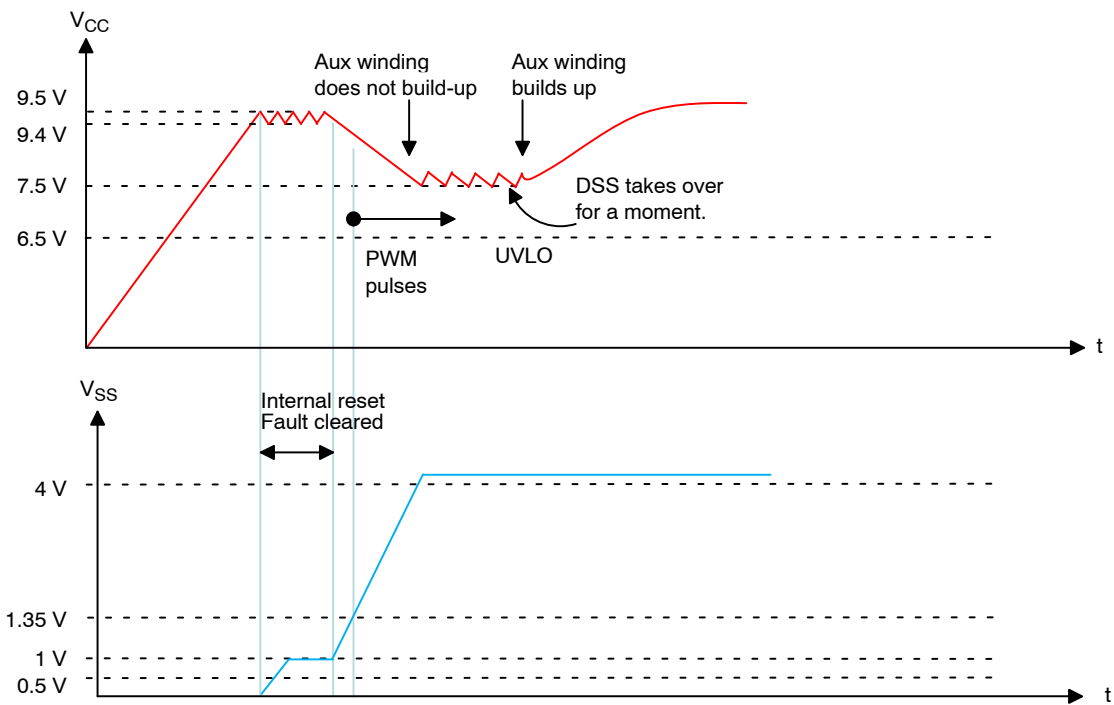 VCC
Aux winding
does not build-up
Aux winding
builds up
9.5 V
9.4 V
7.5 V
DSS takes over
for a moment.
6.5 V
PWM
pulses
UVLO
t
VSS
Internal reset
Fault cleared
4 V
1.35 V
1 V
0.5 V
t